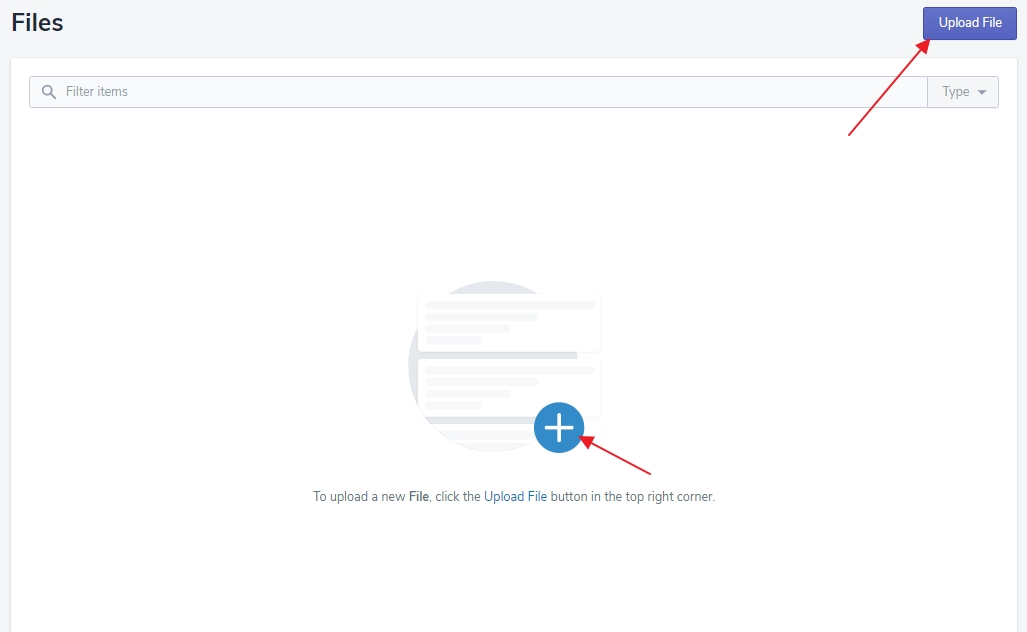 Files
Upload File
Filter items
Type
To upload a new File, click the Upload File button in the top right corner.